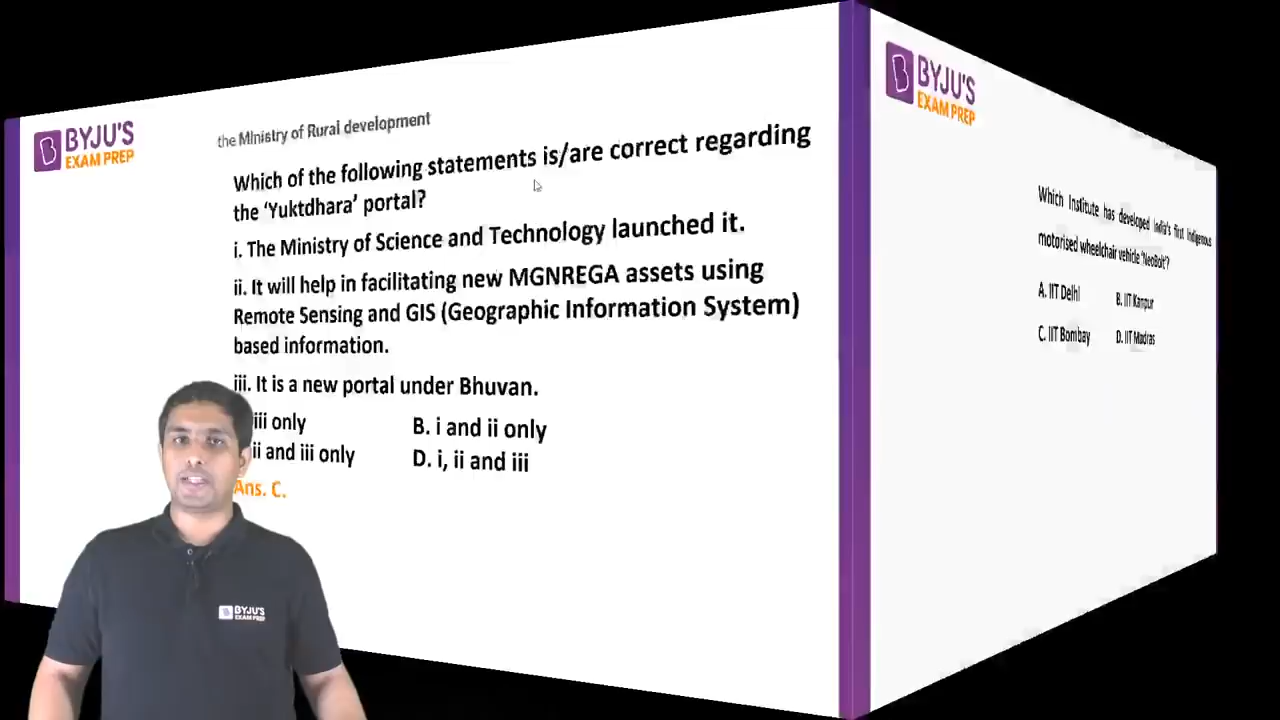 BYJU'S
EXAM PREP
the Ministry of Rural development
Which of the following statements is/are correct regarding
the 'Yuktdhara' portal?
i. The Ministry of Science and Technology launched it.
ii. It will help in facilitating new MGNREGA assets using
Remote Sensing and GIS (Geographic Information System)
based information.
iii. It is a new portal under Bhuvan.
iii only
B. i and ii only
ii and iii only
D. i, ii and iii
Ans. C.
BYJU'S
EXAM PREP
BYJU'S
EXAM PREP
Which Institute has developed India's first indigenous
motorised wheelchair vehicle 'NeoBolt'?
A. IIT Delhi
B. IIT Kanpur
C. IIT Bombay
D. IIT Madras